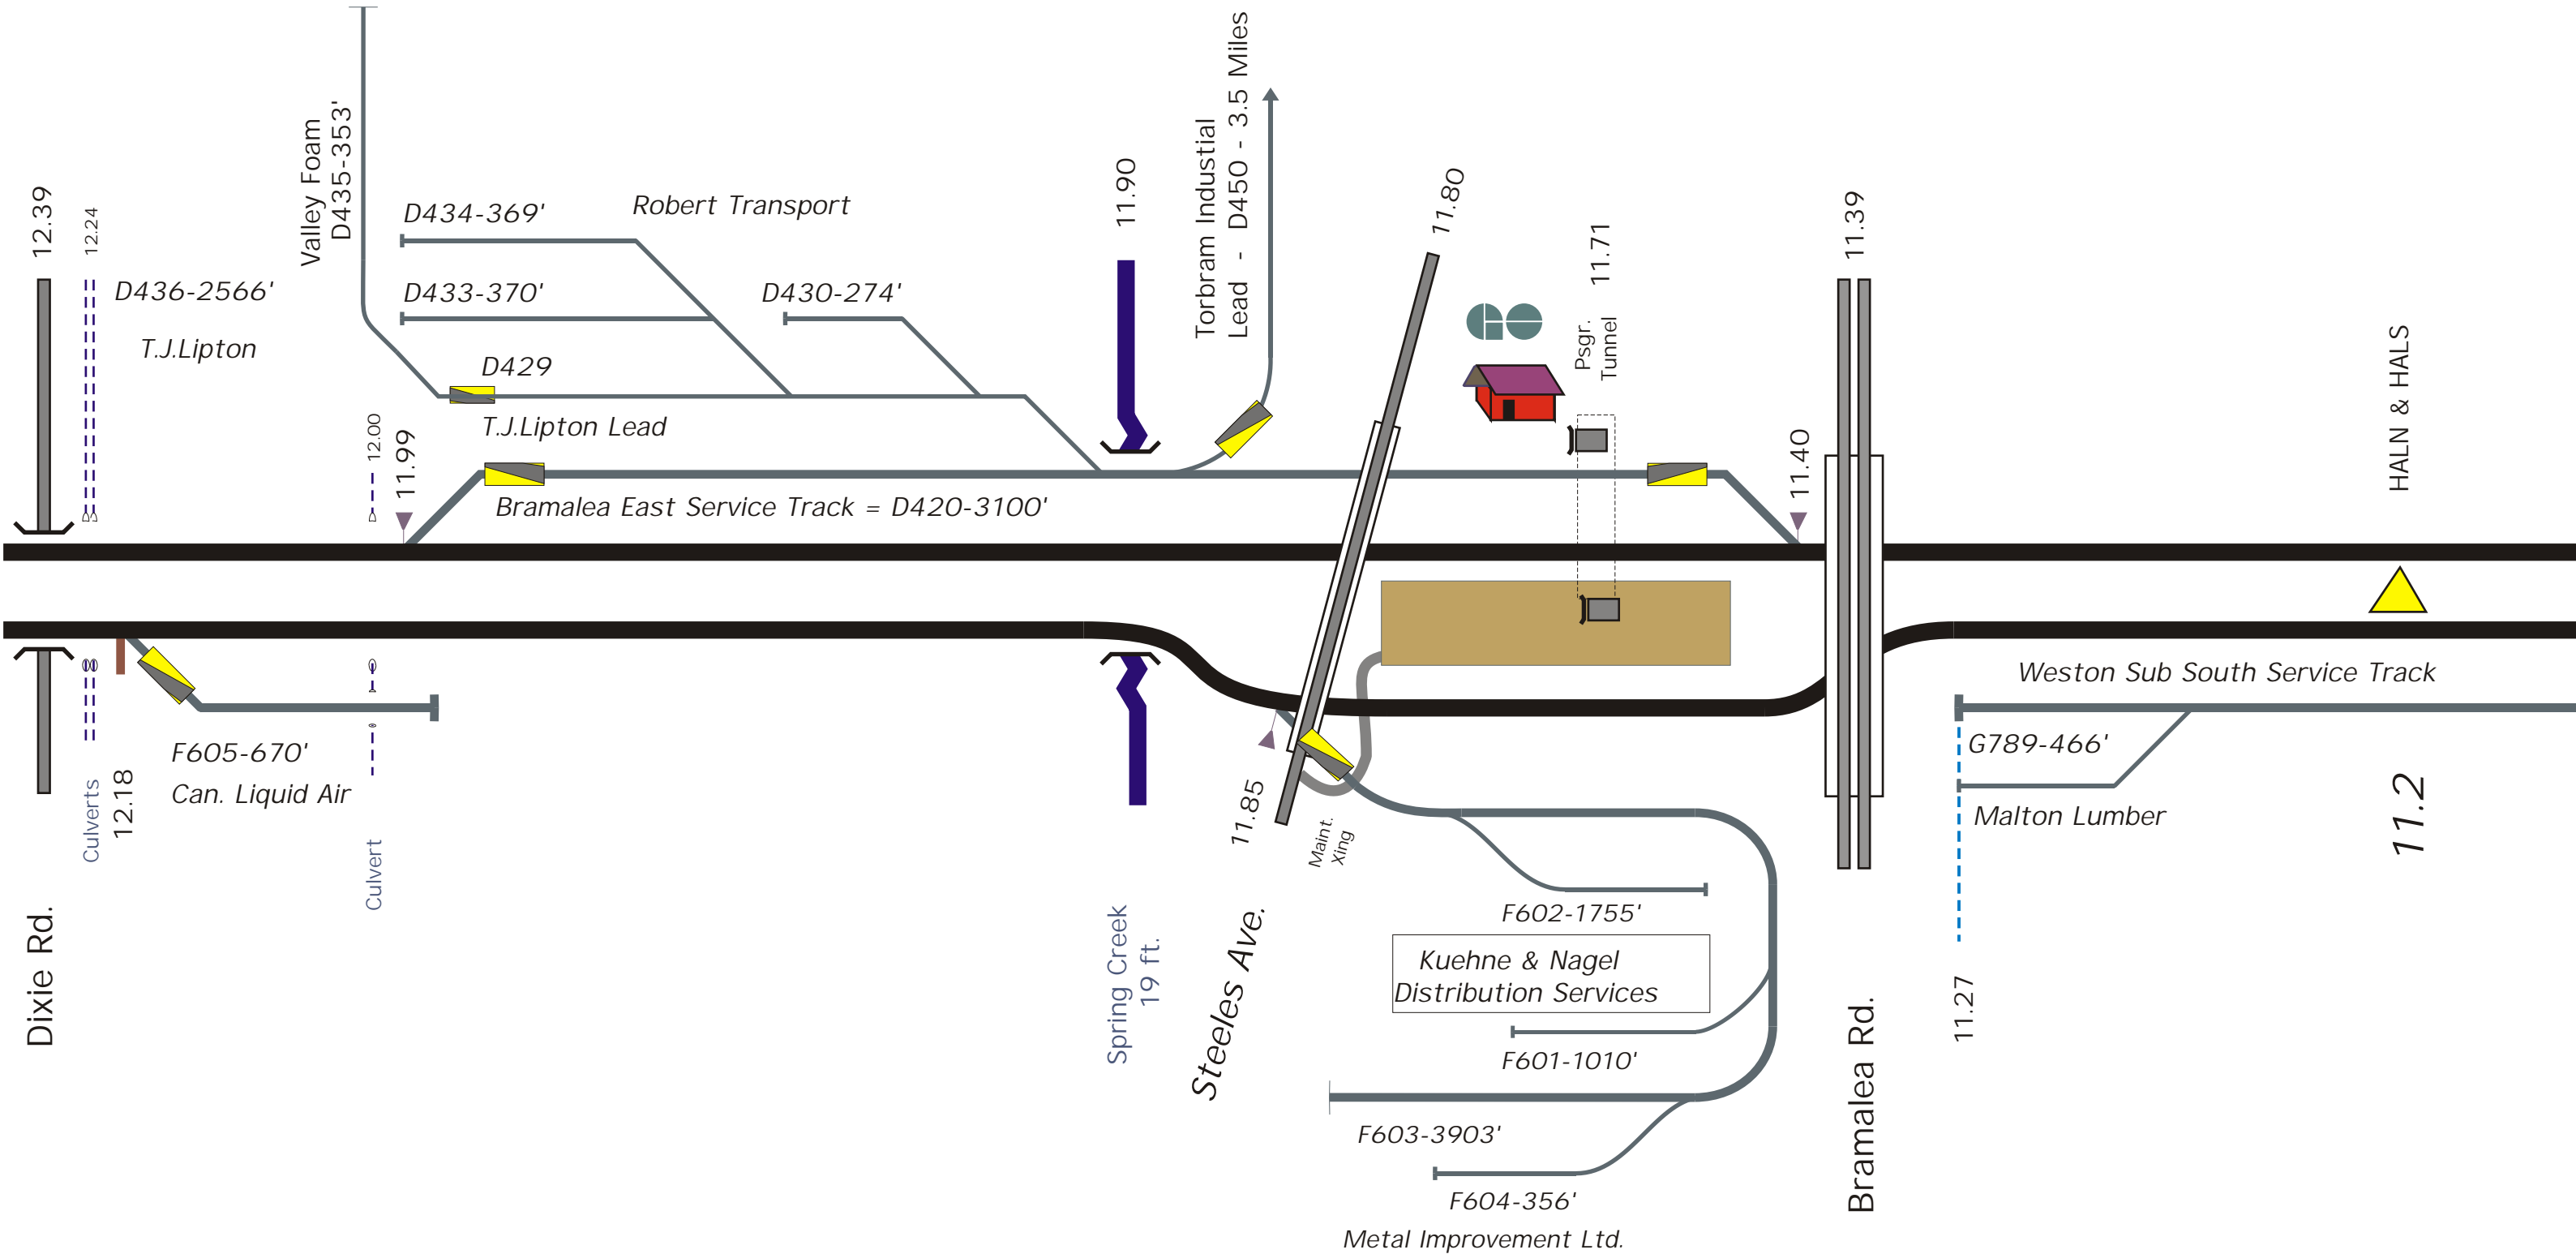 12.39
12.24
D436-2566'
T.J.Lipton
Valley Foam
D435-353'
D434-369'
Robert Transport
D433-370'
D430-274'
D429
T.J.Lipton Lead
12.00
11.99
Bramalea East Service Track = D420-3100'
11.90
Torbram Industial
Lead - D450 - 3.5 Miles
11.80
GO
11.71
Psgr.
Tunnel
11.40
11.39
HALN & HALS
Weston Sub South Service Track
G789-466'
Malton Lumber
11.2
11.27
F605-670'
Can. Liquid Air
Culverts
12.18
Culvert
Dixie Rd.
Spring Creek
19 ft.
11.85
Maint.
Xing
Steeles Ave.
F602-1755'
Kuehne & Nagel
Distribution Services
F601-1010'
F603-3903'
F604-356'
Metal Improvement Ltd.
Bramalea Rd.